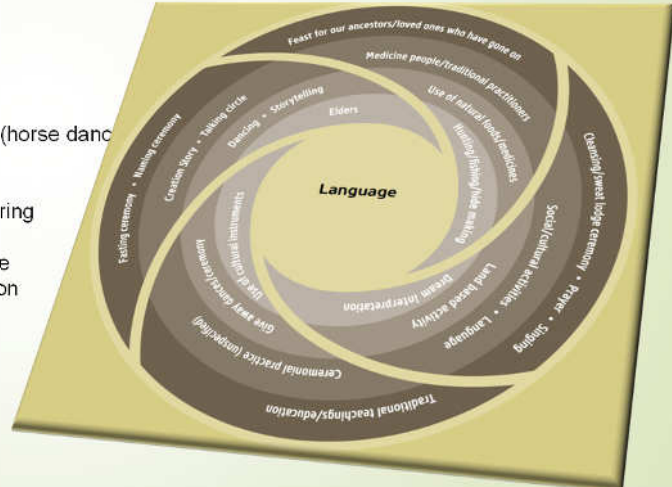 (horse danc
ring
e
on
Feast for our ancestors/loved ones who have gone on
Medicine people/traditional practitioners
Use of natural foods/medicines
Hunting/fishing/hide making
Cleansing/sweat lodge ceremony • Prayer • Singing
Social/cultural activities • Language
Land based activity
Dream interpretation
Traditional teachings/education
Ceremonial practice (unspecified)
Give away dances/ceremony
Use of cultural instruments
Fasting ceremony • Naming ceremony
Creation Story • Talking circle
Dancing • Storytelling
Elders
Language